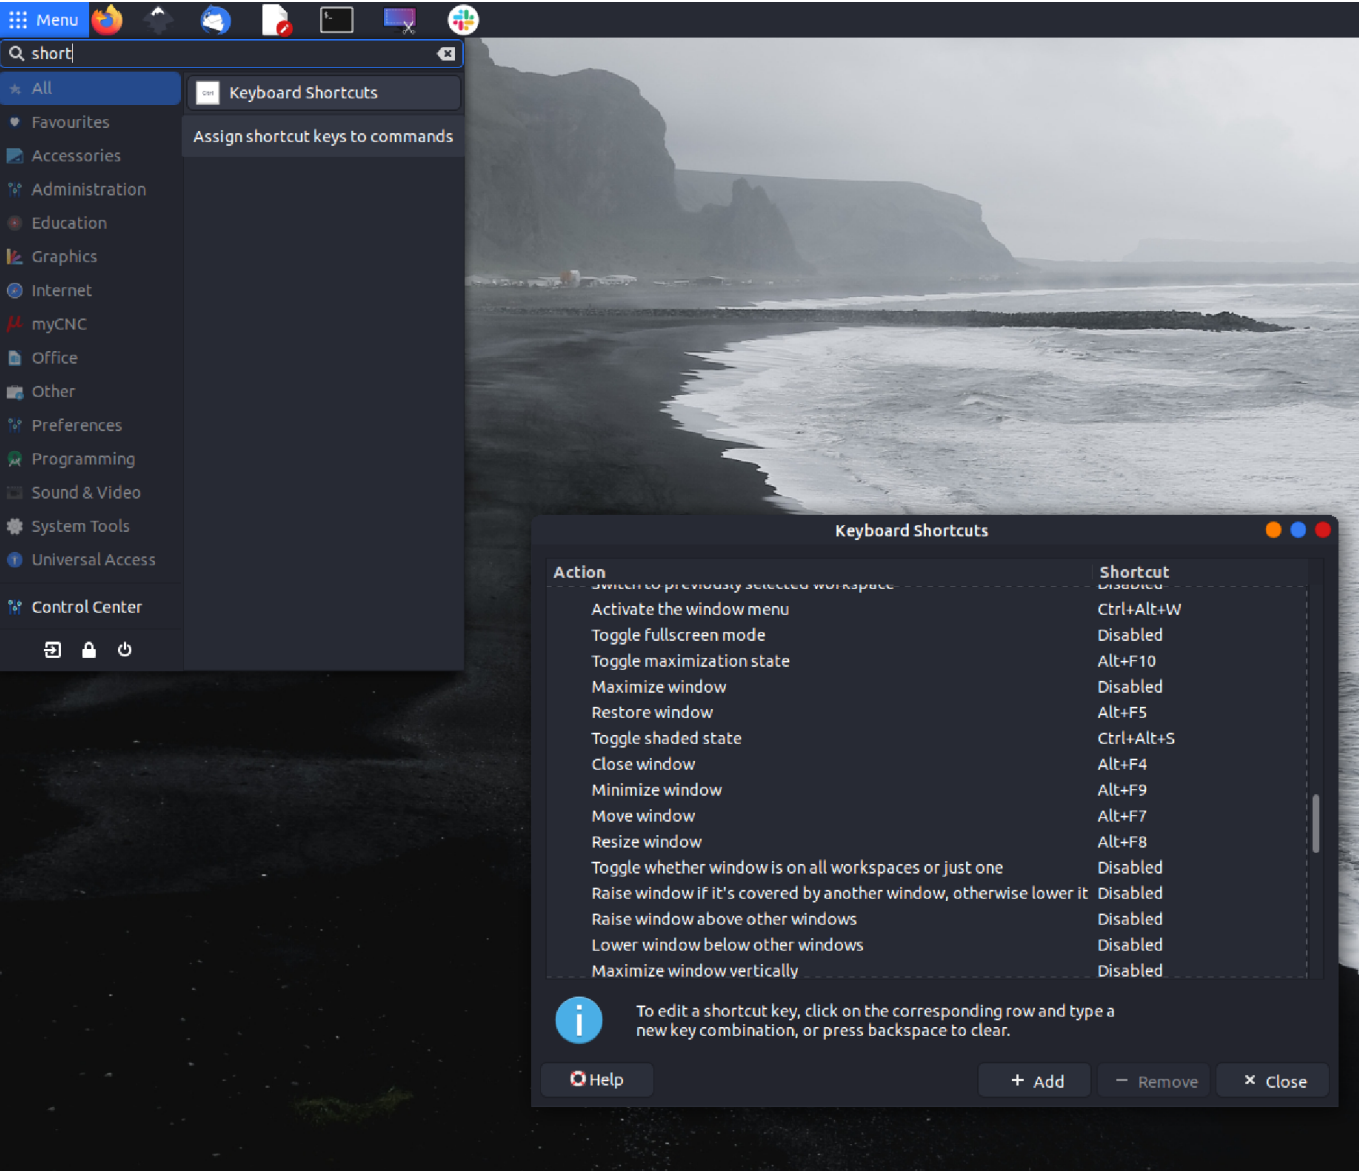 Menu
short
All
Favourites
Accessories
Administration
Education
Graphics
Internet
myCNC
Office
Other
Preferences
Programming
Sound & Video
System Tools
Universal Access
Control Center
Keyboard Shortcuts
Assign shortcut keys to commands
Keyboard Shortcuts
Action Shortcut
Switch to previously selected workspace Disabled
Activate the window menu Ctrl+Alt+W
Toggle fullscreen mode Disabled
Toggle maximization state Alt+F10
Maximize window Disabled
Restore window Alt+F5
Toggle shaded state Ctrl+Alt+S
Close window Alt+F4
Minimize window Alt+F9
Move window Alt+F7
Resize window Alt+F8
Toggle whether window is on all workspaces or just one Disabled
Raise window if it's covered by another window, otherwise lower it Disabled
Raise window above other windows Disabled
Lower window below other windows Disabled
Maximize window vertically Disabled
To edit a shortcut key, click on the corresponding row and type a
new key combination, or press backspace to clear.
Help + Add − Remove × Close